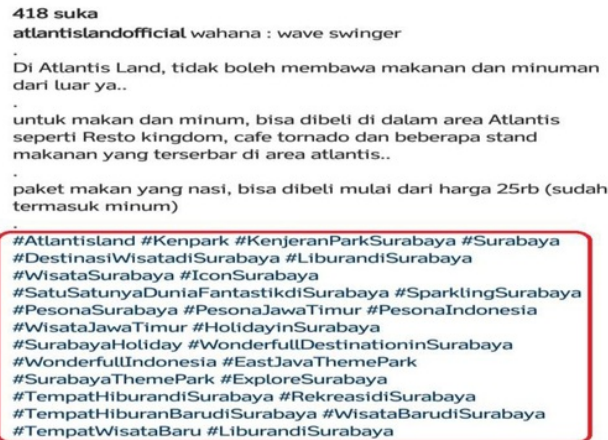 418 suka
atlantislandofficial wahana : wave swinger
.
Di Atlantis Land, tidak boleh membawa makanan dan minuman
dari luar ya..
.
untuk makan dan minum, bisa dibeli di dalam area Atlantis
seperti Resto kingdom, cafe tornado dan beberapa stand
makanan yang terserbar di area atlantis..
.
paket makan yang nasi, bisa dibeli mulai dari harga 25rb (sudah
termasuk minum)
.
#Atlantisland #Kenpark #KenjeranParkSurabaya #Surabaya
#DestinasiWisatadiSurabaya #LiburandiSurabaya
#WisataSurabaya #IconSurabaya
#SatuSatunyaDuniaFantastikdiSurabaya #SparklingSurabaya
#PesonaSurabaya #PesonaJawaTimur #PesonaIndonesia
#WisataJawaTimur #HolidayinSurabaya
#SurabayaHoliday #WonderfullDestinationinSurabaya
#WonderfullIndonesia #EastJavaThemePark
#SurabayaThemePark #ExploreSurabaya
#TempatHiburandiSurabaya #RekreasidiSurabaya
#TempatHiburanBarudiSurabaya #WisataBarudiSurabaya
#TempatWisataBaru #LiburandiSurabaya